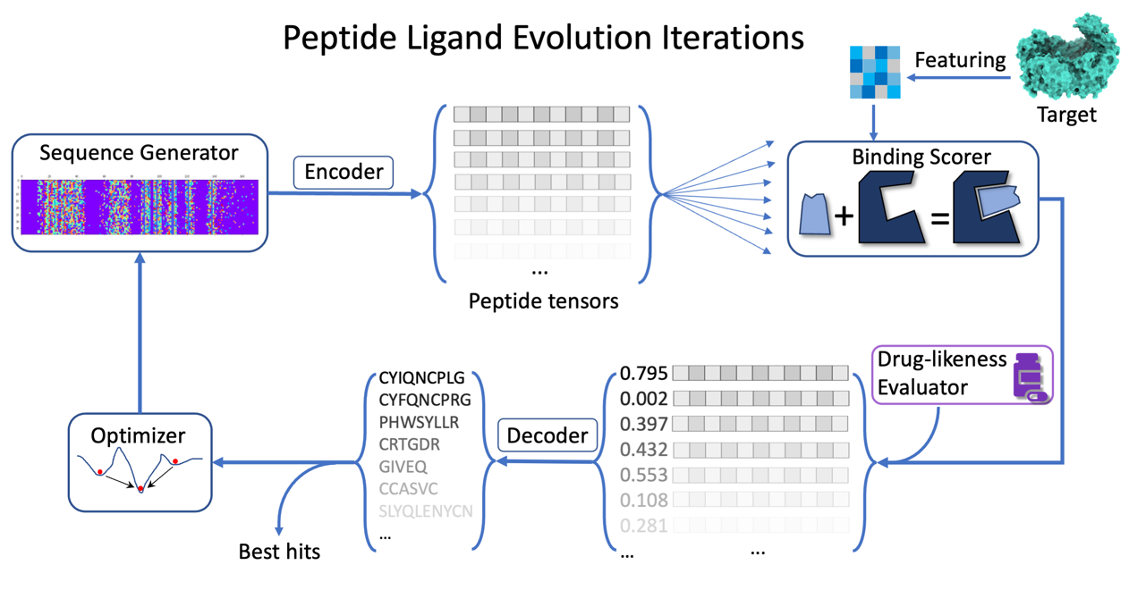 Peptide Ligand Evolution Iterations
Featuring
Target
Sequence Generator
Encoder
...
Peptide tensors
Binding Scorer
+
=
Drug-likeness
Evaluator
0.795
0.002
0.397
0.432
0.553
0.108
0.281
...
...
Decoder
CYIQNCPLG
CYFQNCPRG
PHWSYLLR
CRTGDR
GIVEQ
CCASVC
SLYQLENYCN
...
Best hits
Optimizer